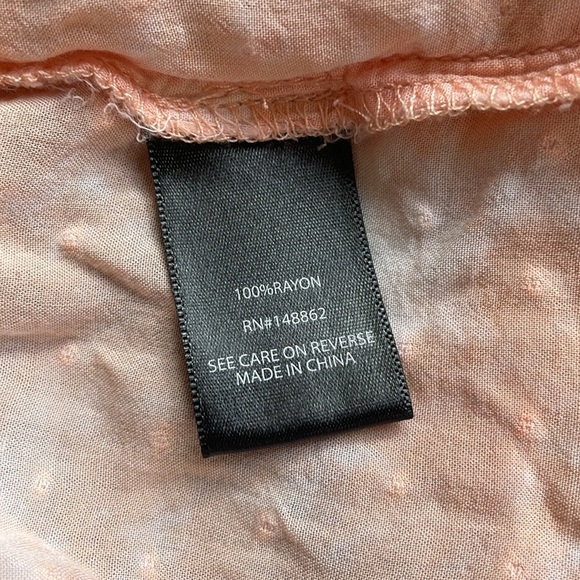 100%RAYON
RN#148862
SEE CARE ON REVERSE
MADE IN CHINA